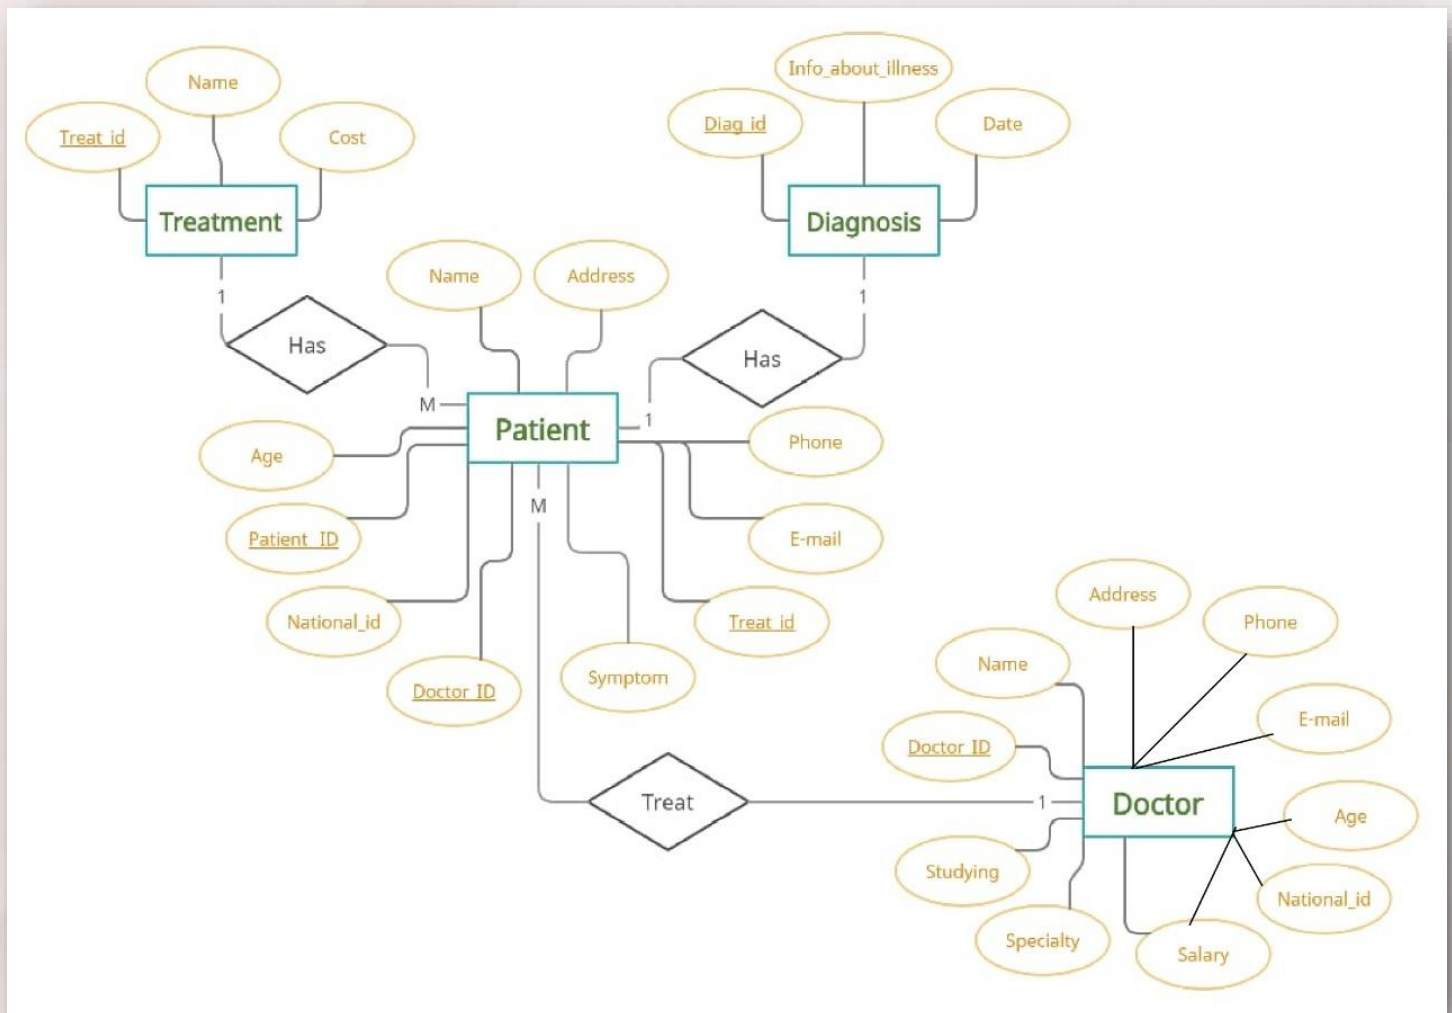 Name
Treat_id
Cost
Treatment
Info_about_illness
Diag_id
Date
Diagnosis
1
Has
M
Name
Address
1
Has
1
Patient
Age
Patient_ID
National_id
Doctor_ID
M
Symptom
Phone
E-mail
Treat_id
Treat
1
Address
Phone
Name
E-mail
Doctor_ID
Doctor
Age
Studying
National_id
Specialty
Salary